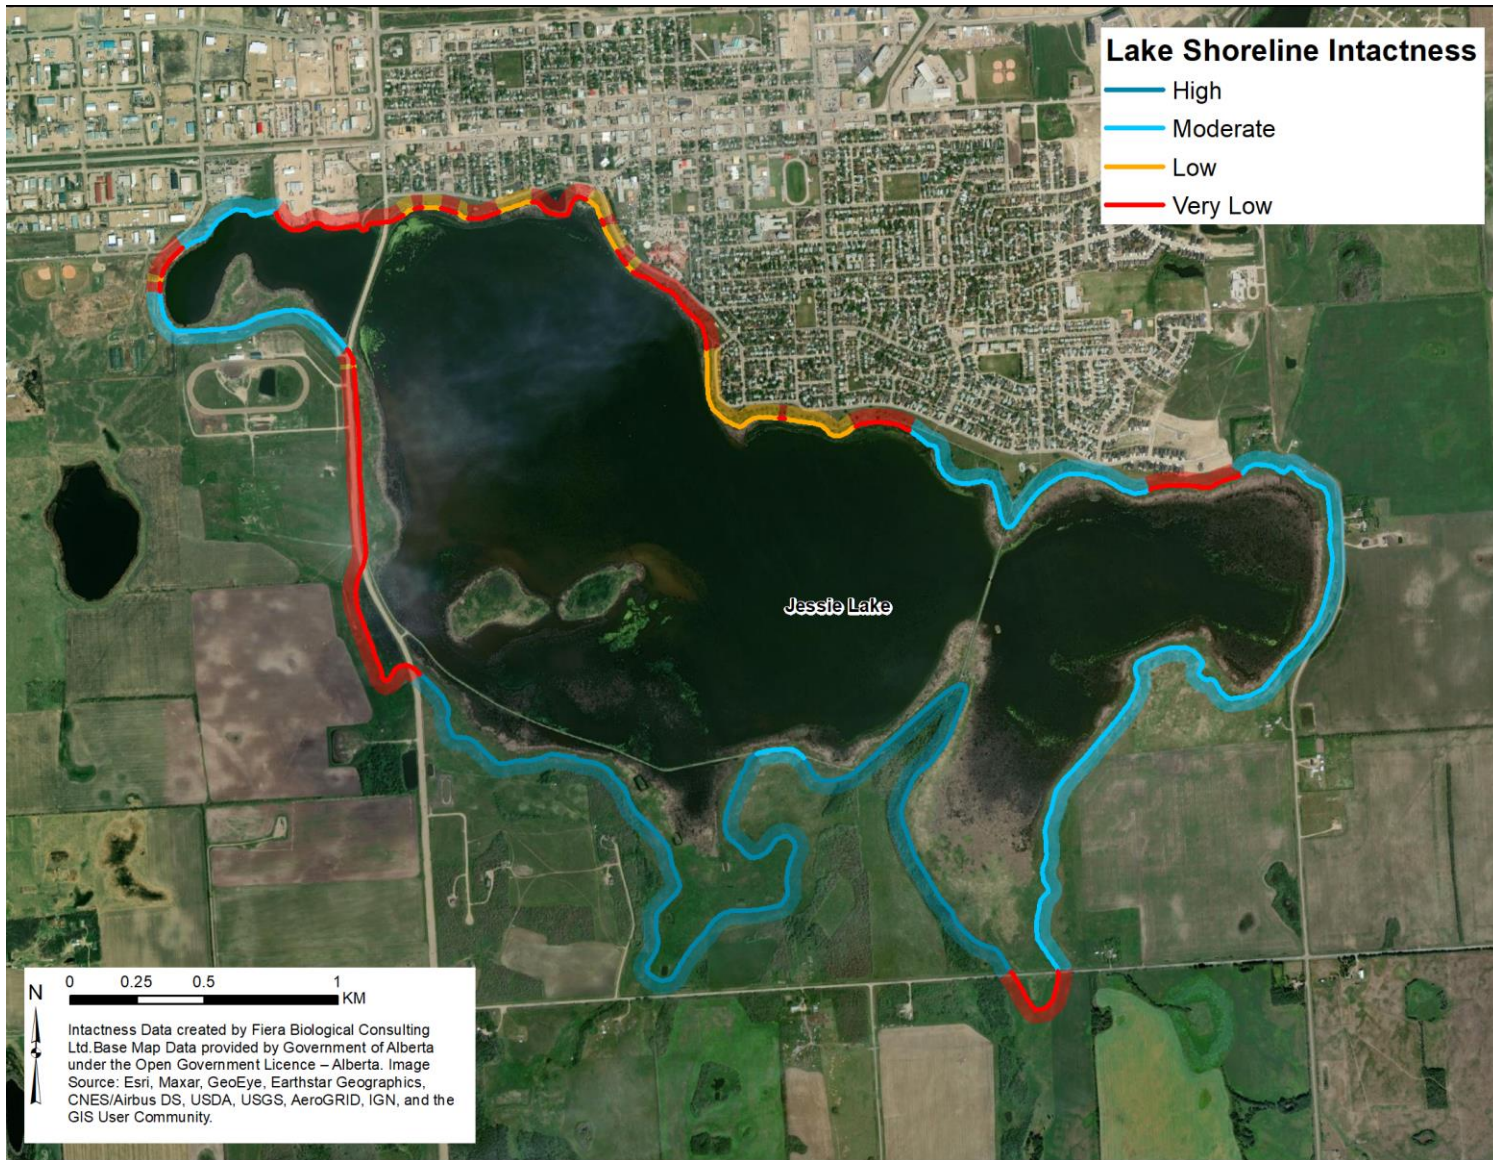 Lake Shoreline Intactness
High
Moderate
Low
Very Low
Jessie Lake
N
0 0.25 0.5 1
KM
Intactness Data created by Fiera Biological Consulting
Ltd.Base Map Data provided by Government of Alberta
under the Open Government Licence – Alberta. Image
Source: Esri, Maxar, GeoEye, Earthstar Geographics,
CNES/Airbus DS, USDA, USGS, AeroGRID, IGN, and the
GIS User Community.